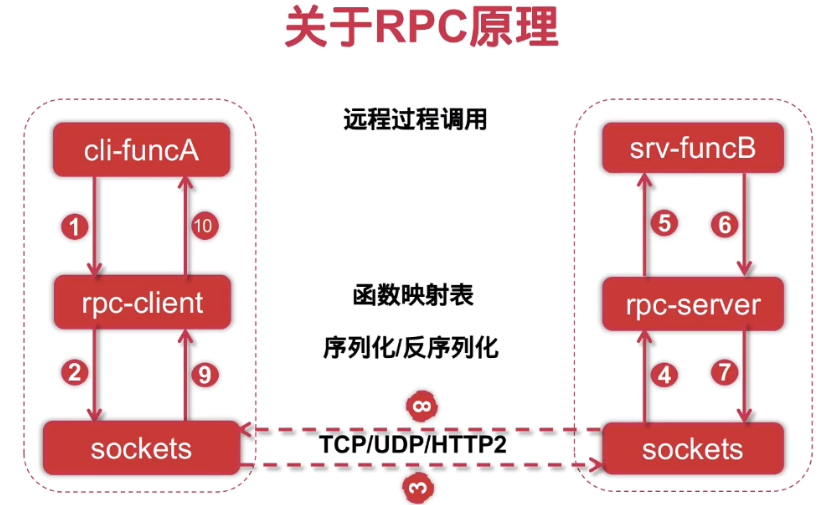 关于RPC原理
远程过程调用
cli-funcA
srv-funcB
1
10
5
6
函数映射表
rpc-client
rpc-server
序列化/反序列化
2
9
4
7
8
TCP/UDP/HTTP2
sockets
sockets
3